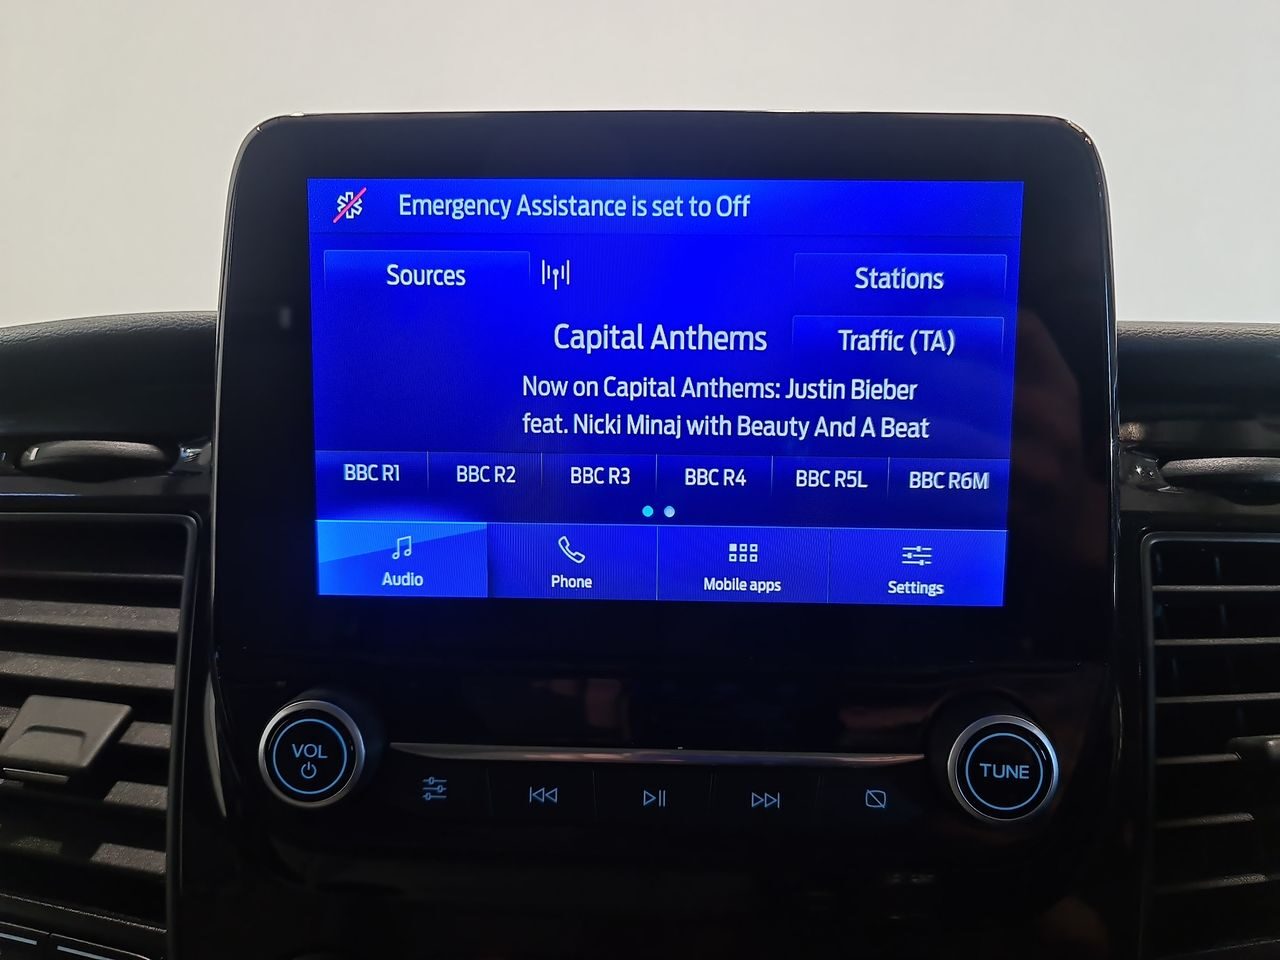 Emergency Assistance is set to Off
Sources
Stations
Capital Anthems
Traffic (TA)
Now on Capital Anthems: Justin Bieber
feat. Nicki Minaj with Beauty And A Beat
BBC R1 BBC R2 BBC R3 BBC R4 BBC R5L BBC R6M
Audio Phone Mobile apps Settings
VOL
TUNE